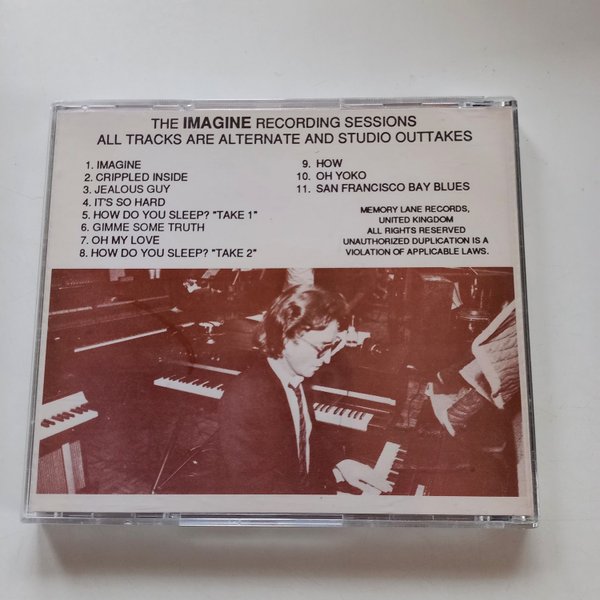 THE IMAGINE RECORDING SESSIONS
ALL TRACKS ARE ALTERNATE AND STUDIO OUTTAKES
1. IMAGINE
2. CRIPPLED INSIDE
3. JEALOUS GUY
4. IT'S SO HARD
5. HOW DO YOU SLEEP? "TAKE 1"
6. GIMME SOME TRUTH
7. OH MY LOVE
8. HOW DO YOU SLEEP? "TAKE 2"
9. HOW
10. OH YOKO
11. SAN FRANCISCO BAY BLUES
MEMORY LANE RECORDS,
UNITED KINGDOM
ALL RIGHTS RESERVED
UNAUTHORIZED DUPLICATION IS A
VIOLATION OF APPLICABLE LAWS.